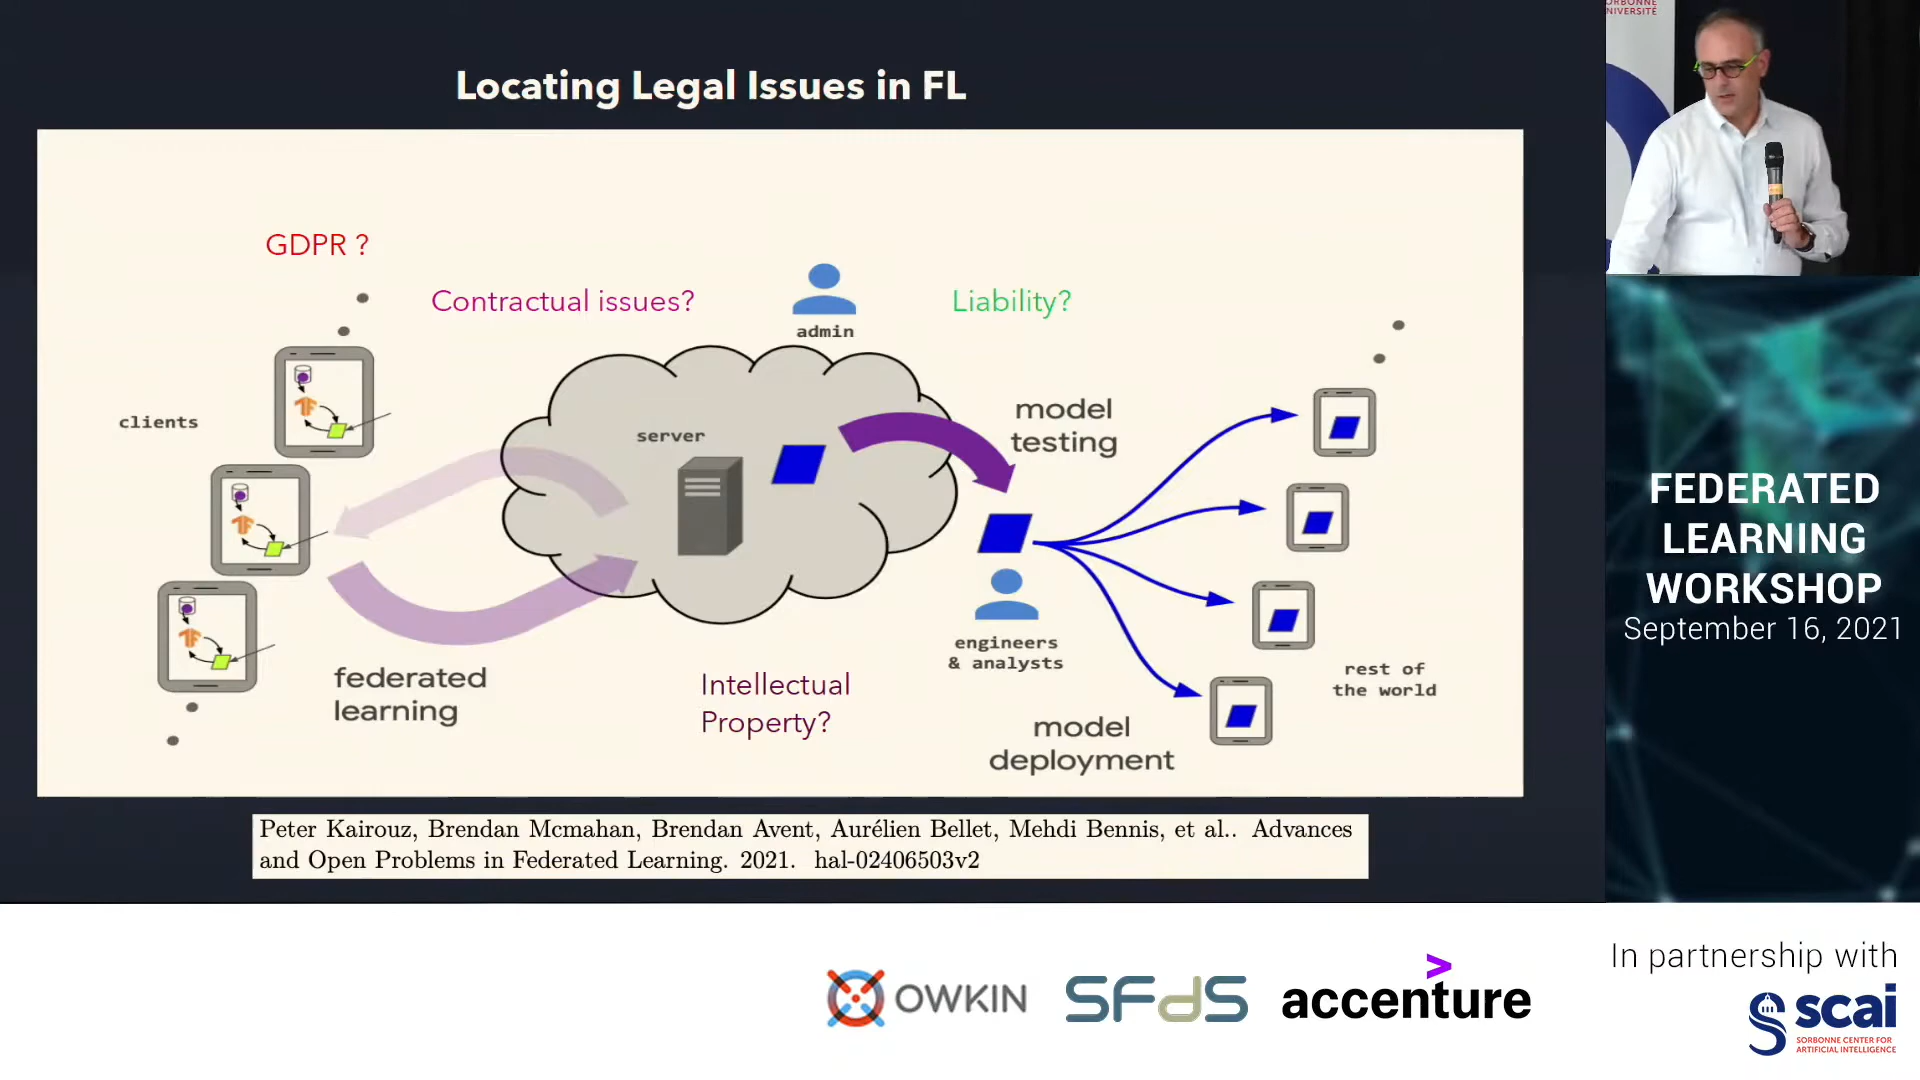 Locating Legal Issues in FL
GDPR ?
Contractual issues?
Liability?
admin
clients
server
model
testing
federated
learning
Intellectual
Property?
engineers
& analysts
model
deployment
rest of
the world
Peter Kairouz, Brendan Mcmahan, Brendan Avent, Aurélien Bellet, Mehdi Bennis, et al.. Advances
and Open Problems in Federated Learning. 2021. hal-02406503v2
SORBONNE
UNIVERSITÉ
FEDERATED
LEARNING
WORKSHOP
September 16, 2021
OWKIN
SFdS
accenture
In partnership with
scai
SORBONNE CENTER FOR
ARTIFICIAL INTELLIGENCE